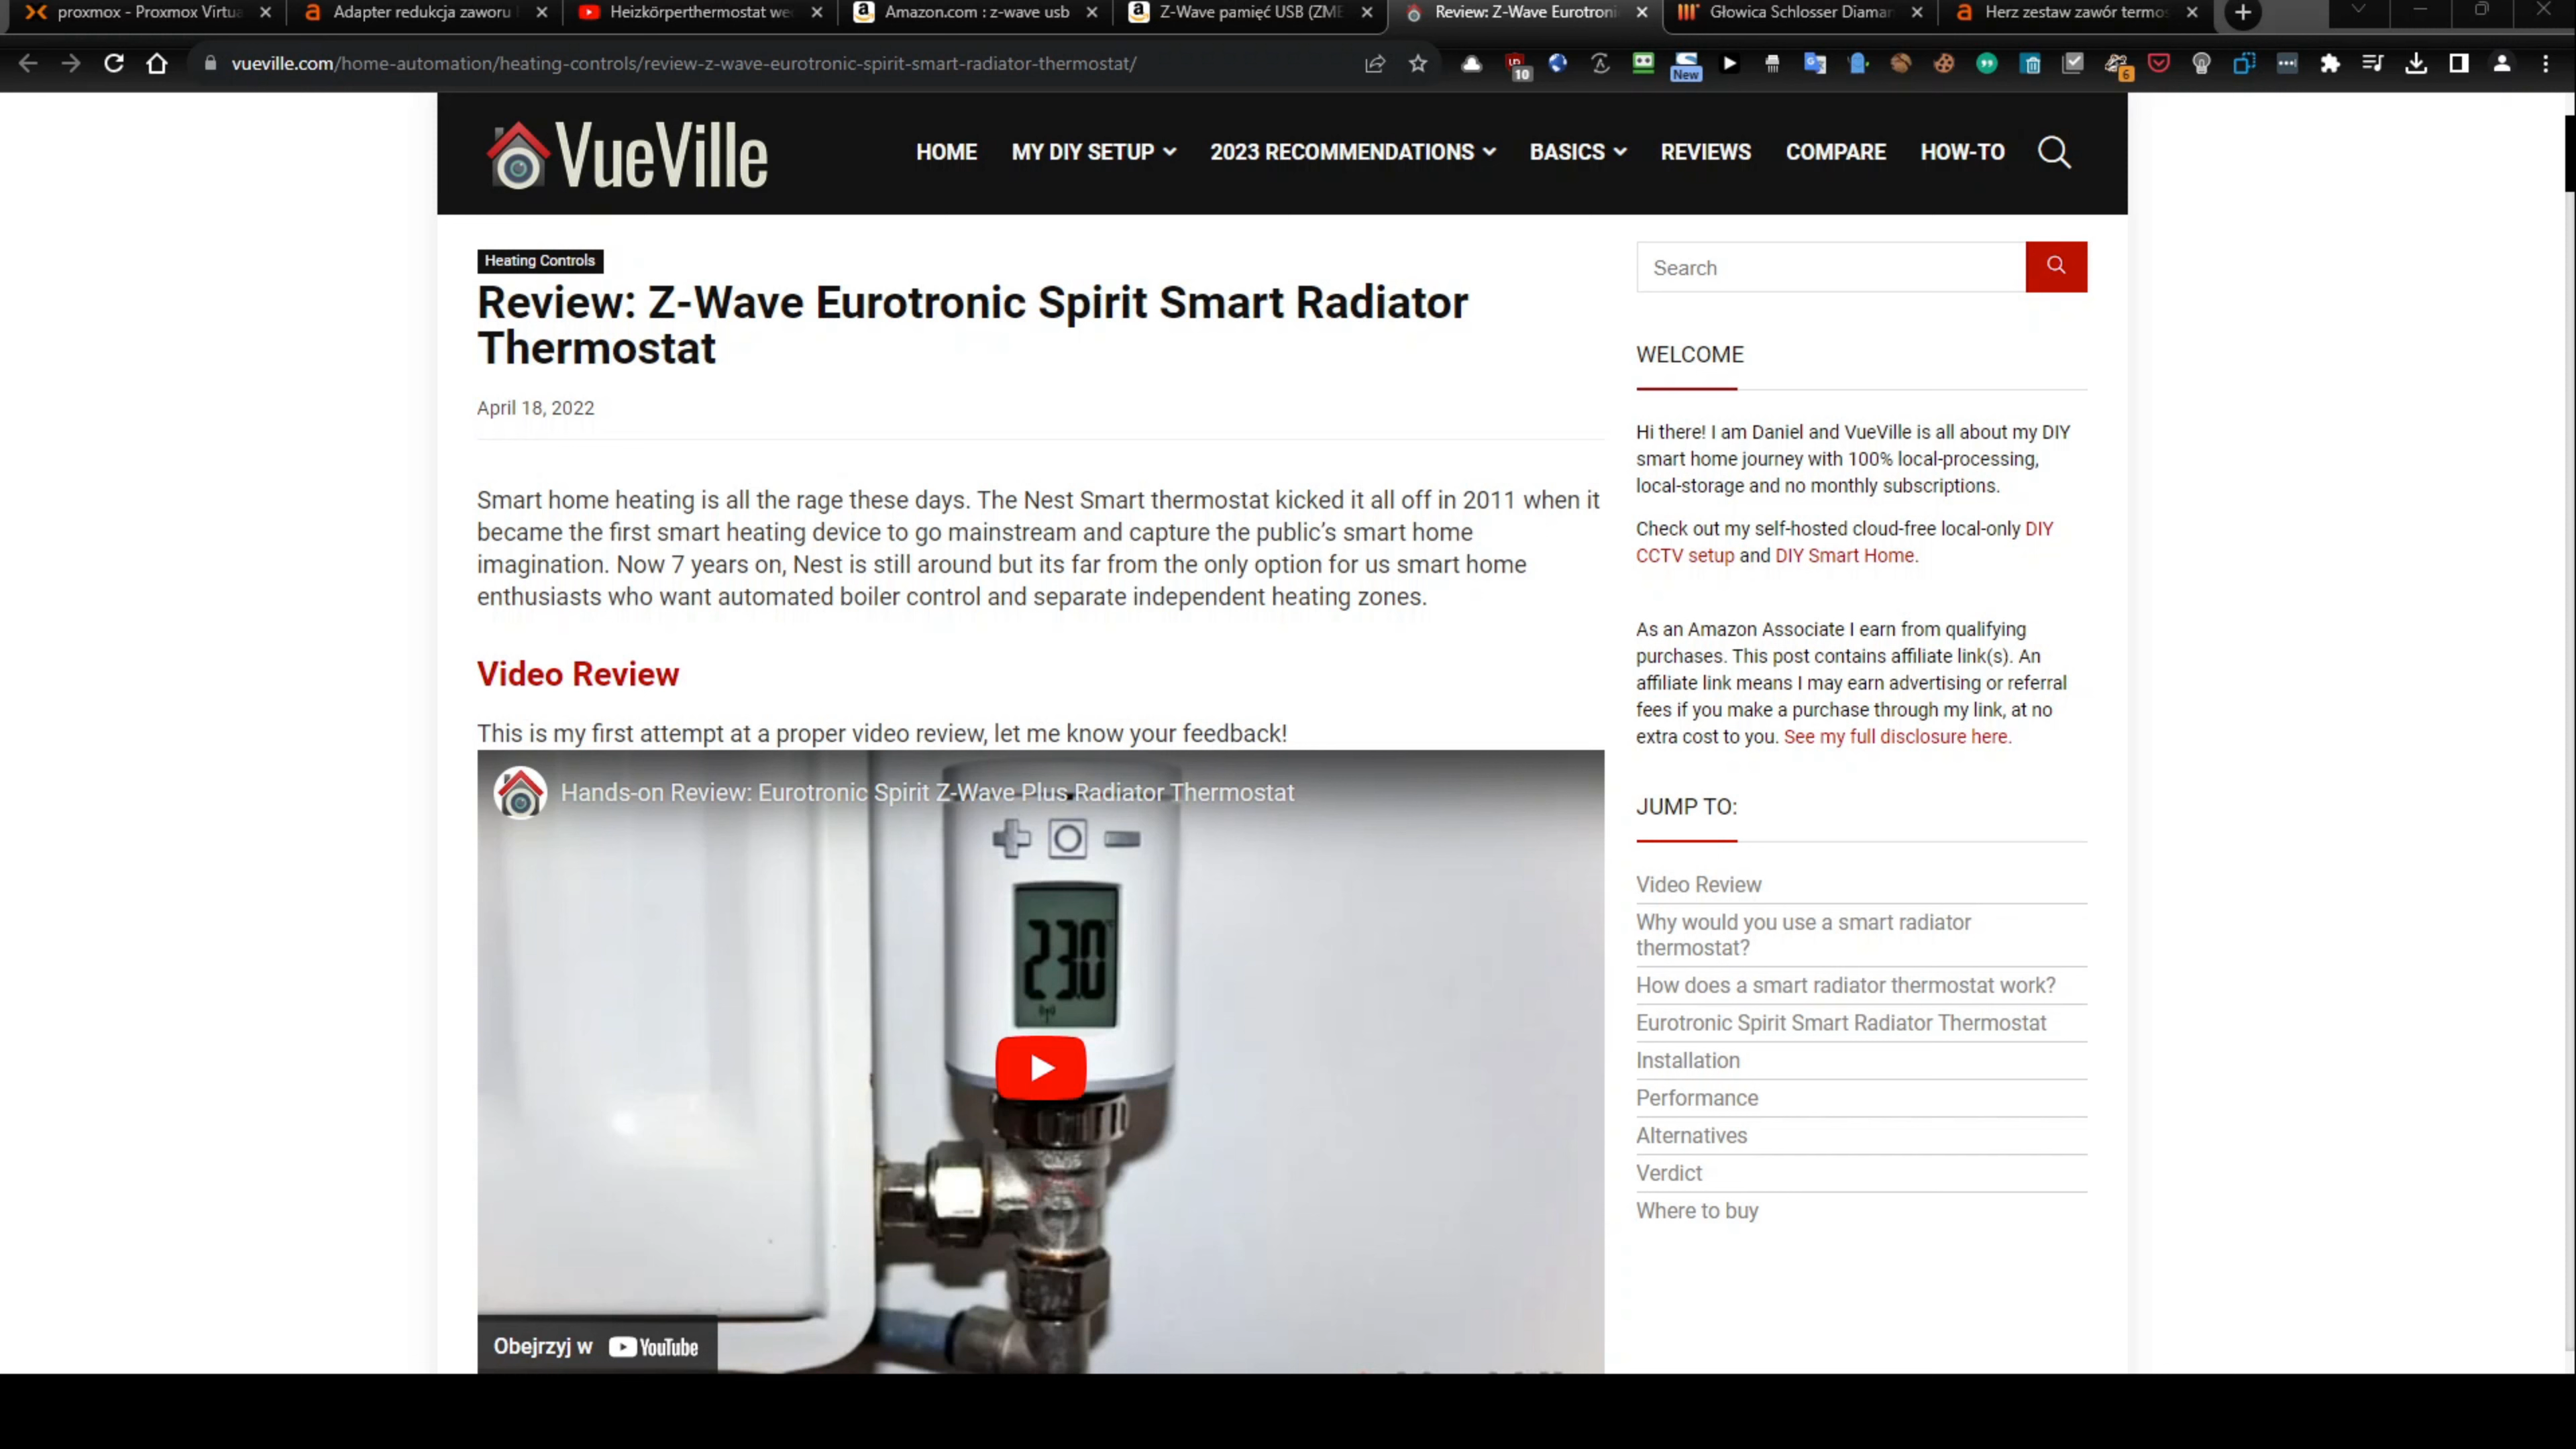 proxmox - Proxmox Virtua
Adapter redukcja zaworu
Heizkörperthermostat we
Amazon.com : z-wave usb
Z-Wave pamięć USB (ZME
Review: Z-Wave Eurotroni
Głowica Schlosser Diaman
Herz zestaw zawór termo
vueville.com/home-automation/heating-controls/review-z-wave-eurotronic-spirit-smart-radiator-thermostat/
10
New
6
VueVille
HOME
MY DIY SETUP
2023 RECOMMENDATIONS
BASICS
REVIEWS
COMPARE
HOW-TO
Heating Controls
Review: Z-Wave Eurotronic Spirit Smart Radiator
Thermostat
April 18, 2022
Smart home heating is all the rage these days. The Nest Smart thermostat kicked it all off in 2011 when it
became the first smart heating device to go mainstream and capture the public’s smart home
imagination. Now 7 years on, Nest is still around but its far from the only option for us smart home
enthusiasts who want automated boiler control and separate independent heating zones.
Video Review
This is my first attempt at a proper video review, let me know your feedback!
Hands-on Review: Eurotronic Spirit Z-Wave Plus Radiator Thermostat
23.0
Obejrzyj w YouTube
Search
WELCOME
Hi there! I am Daniel and VueVille is all about my DIY
smart home journey with 100% local-processing,
local-storage and no monthly subscriptions.
Check out my self-hosted cloud-free local-only DIY
CCTV setup and DIY Smart Home.
As an Amazon Associate I earn from qualifying
purchases. This post contains affiliate link(s). An
affiliate link means I may earn advertising or referral
fees if you make a purchase through my link, at no
extra cost to you. See my full disclosure here.
JUMP TO:
Video Review
Why would you use a smart radiator
thermostat?
How does a smart radiator thermostat work?
Eurotronic Spirit Smart Radiator Thermostat
Installation
Performance
Alternatives
Verdict
Where to buy